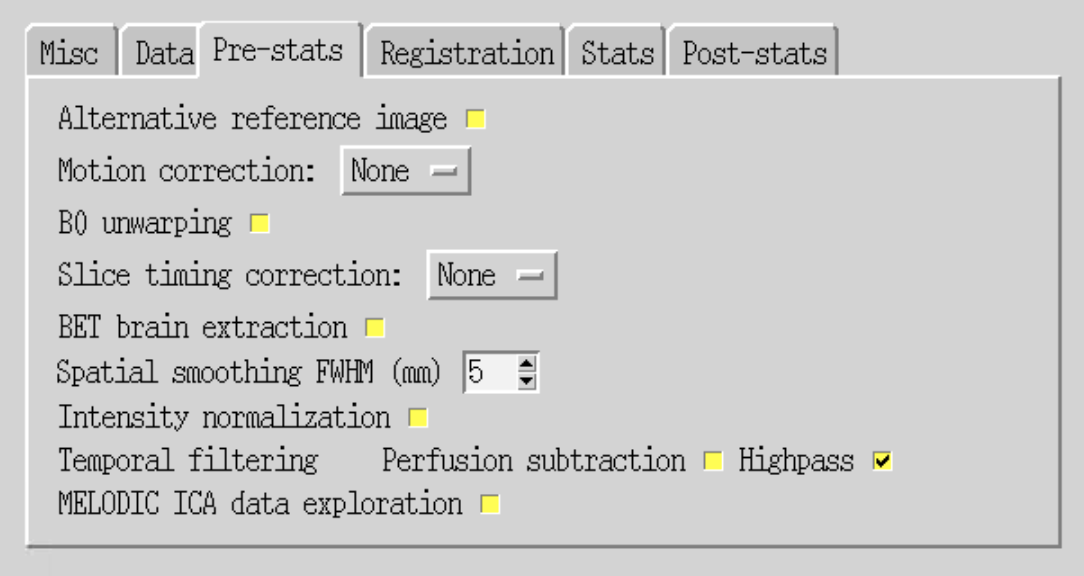 Misc Data Pre-stats Registration Stats Post-stats
Alternative reference image
Motion correction: None
B0 unwarping
Slice timing correction: None
BET brain extraction
Spatial smoothing FWHM (mm) 5
Intensity normalization
Temporal filtering Perfusion subtraction Highpass
MELODIC ICA data exploration